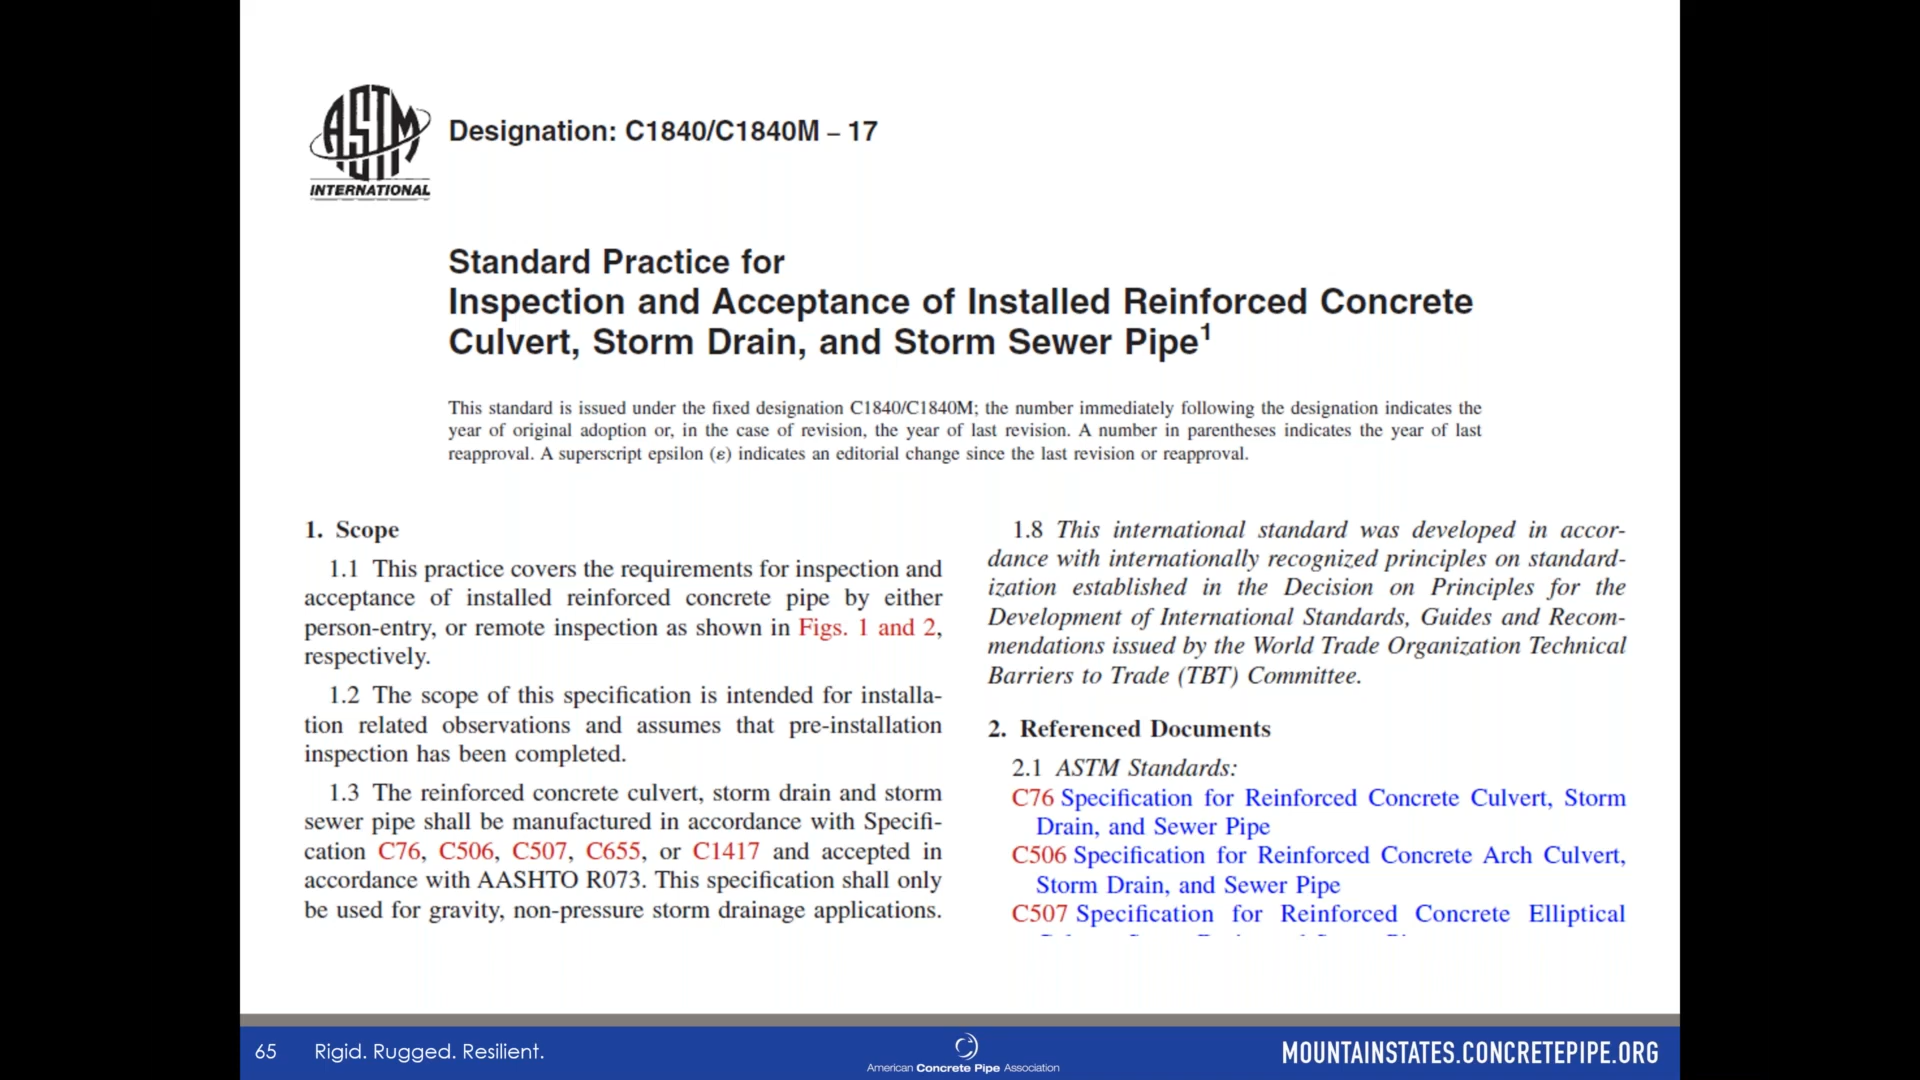 ASTM
INTERNATIONAL
Designation: C1840/C1840M – 17
Standard Practice for
Inspection and Acceptance of Installed Reinforced Concrete
Culvert, Storm Drain, and Storm Sewer Pipe1
This standard is issued under the fixed designation C1840/C1840M; the number immediately following the designation indicates the
year of original adoption or, in the case of revision, the year of last revision. A number in parentheses indicates the year of last
reapproval. A superscript epsilon (ε) indicates an editorial change since the last revision or reapproval.
1. Scope
1.1 This practice covers the requirements for inspection and
acceptance of installed reinforced concrete pipe by either
person-entry, or remote inspection as shown in Figs. 1 and 2,
respectively.
1.2 The scope of this specification is intended for installa-
tion related observations and assumes that pre-installation
inspection has been completed.
1.3 The reinforced concrete culvert, storm drain and storm
sewer pipe shall be manufactured in accordance with Specifi-
cation C76, C506, C507, C655, or C1417 and accepted in
accordance with AASHTO R073. This specification shall only
be used for gravity, non-pressure storm drainage applications.
1.8 This international standard was developed in accor-
dance with internationally recognized principles on standard-
ization established in the Decision on Principles for the
Development of International Standards, Guides and Recom-
mendations issued by the World Trade Organization Technical
Barriers to Trade (TBT) Committee.
2. Referenced Documents
2.1 ASTM Standards:
C76 Specification for Reinforced Concrete Culvert, Storm
Drain, and Sewer Pipe
C506 Specification for Reinforced Concrete Arch Culvert,
Storm Drain, and Sewer Pipe
C507 Specification for Reinforced Concrete Elliptical
65 Rigid. Rugged. Resilient.
American Concrete Pipe Association
MOUNTAINSTATES.CONCRETEPIPE.ORG